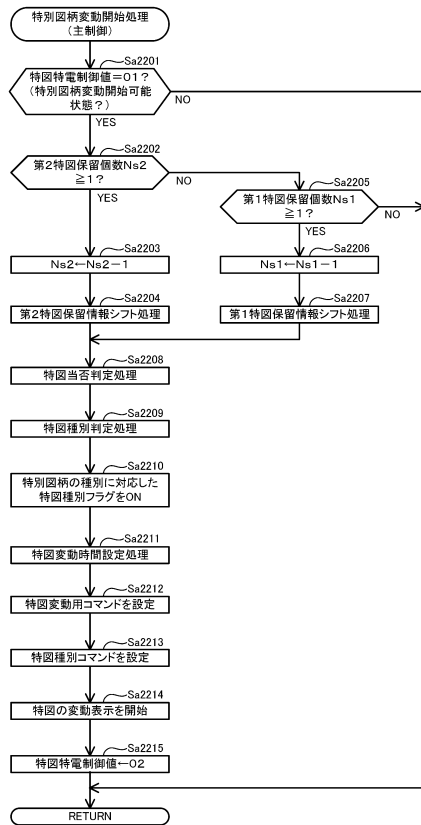 特別図柄変動開始処理
(主制御)
Sa2201
特図特電制御値=01?
(特別図柄変動開始可能
状態?)
NO
YES
Sa2202
第2特図保留個数Ns2
≧1?
NO
YES
Sa2205
第1特図保留個数Ns1
≧1?
NO
YES
Sa2203
Ns2←Ns2-1
Sa2206
Ns1←Ns1-1
Sa2204
第2特図保留情報シフト処理
Sa2207
第1特図保留情報シフト処理
Sa2208
特図当否判定処理
Sa2209
特図種別判定処理
Sa2210
特別図柄の種別に対応した
特図種別フラグをON
Sa2211
特図変動時間設定処理
Sa2212
特図変動用コマンドを設定
Sa2213
特図種別コマンドを設定
Sa2214
特図の変動表示を開始
Sa2215
特図特電制御値←02
RETURN